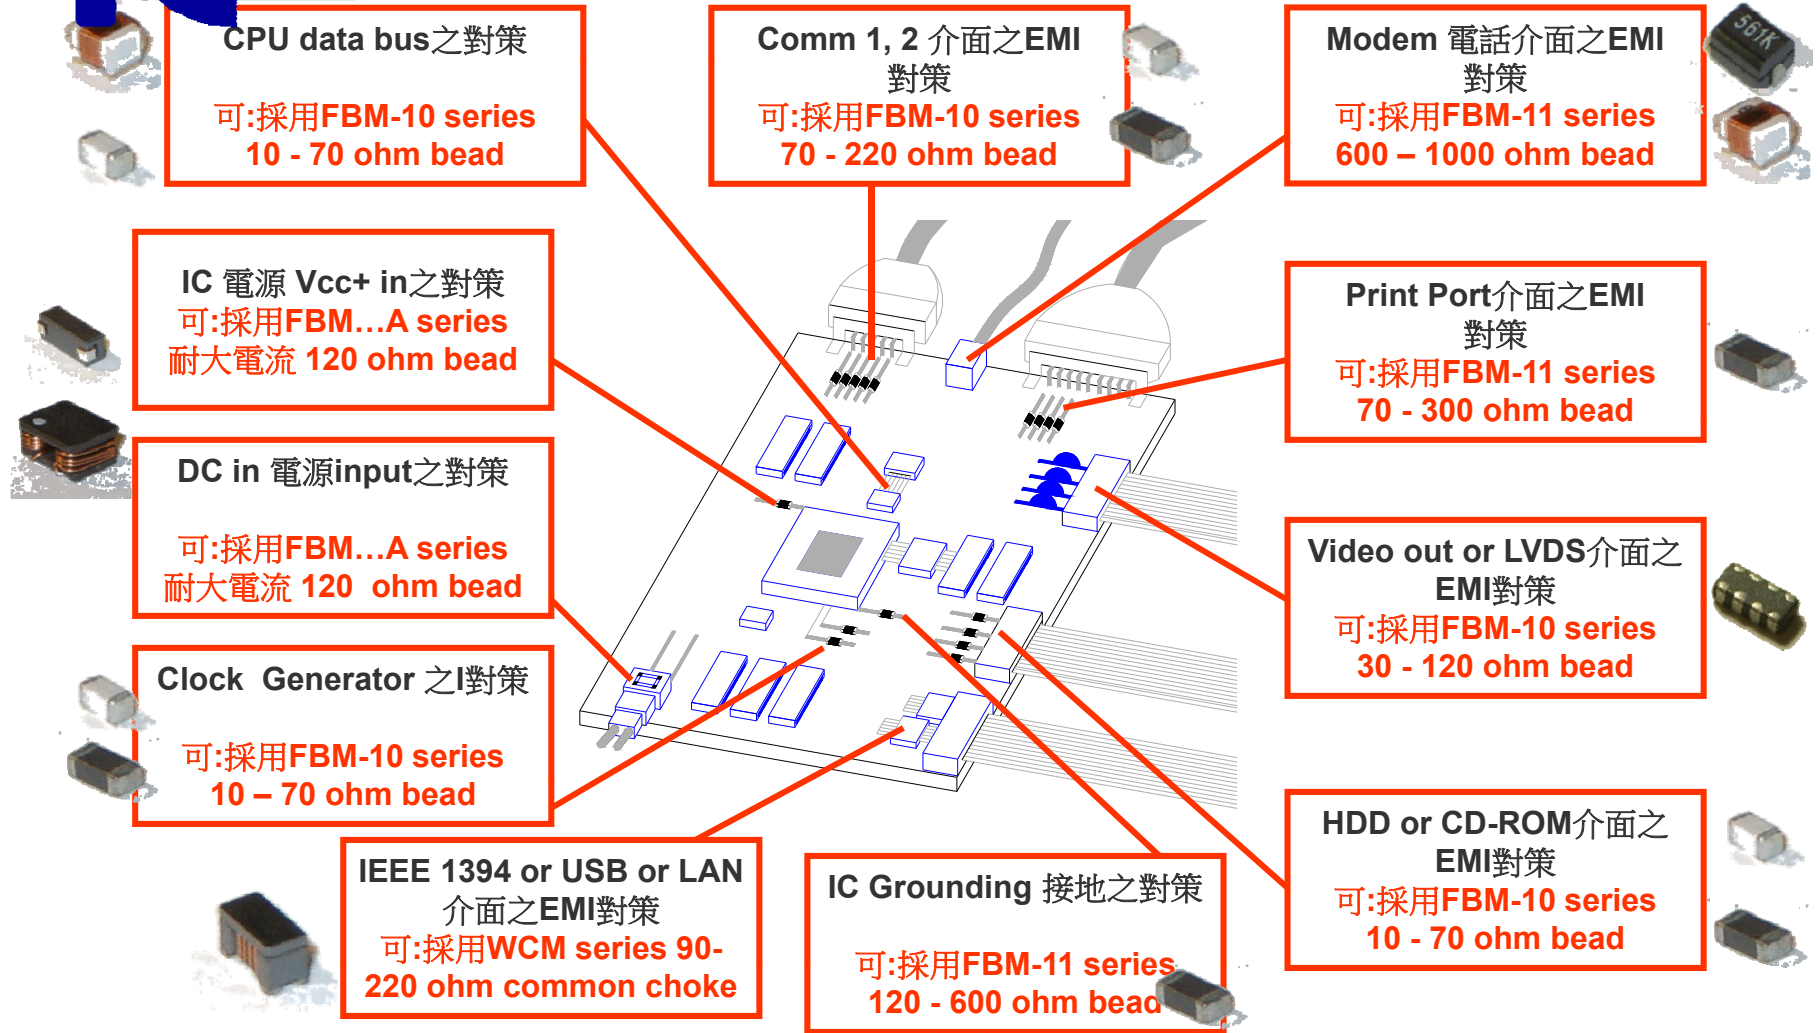 CPU data bus之對策
可:採用FBM-10 series
10 - 70 ohm bead
Comm 1, 2 介面之EMI
對策
可:採用FBM-10 series
70 - 220 ohm bead
Modem 電話介面之EMI
對策
可:採用FBM-11 series
600 – 1000 ohm bead
561K
IC 電源 Vcc+ in之對策
可:採用FBM…A series
耐大電流 120 ohm bead
Print Port介面之EMI
對策
可:採用FBM-11 series
70 - 300 ohm bead
DC in 電源input之對策
可:採用FBM…A series
耐大電流 120 ohm bead
Video out or LVDS介面之
EMI對策
可:採用FBM-10 series
30 - 120 ohm bead
Clock Generator 之I對策
可:採用FBM-10 series
10 – 70 ohm bead
HDD or CD-ROM介面之
EMI對策
可:採用FBM-10 series
10 - 70 ohm bead
IEEE 1394 or USB or LAN
介面之EMI對策
可:採用WCM series 90-
220 ohm common choke
IC Grounding 接地之對策
可:採用FBM-11 series
120 - 600 ohm bead